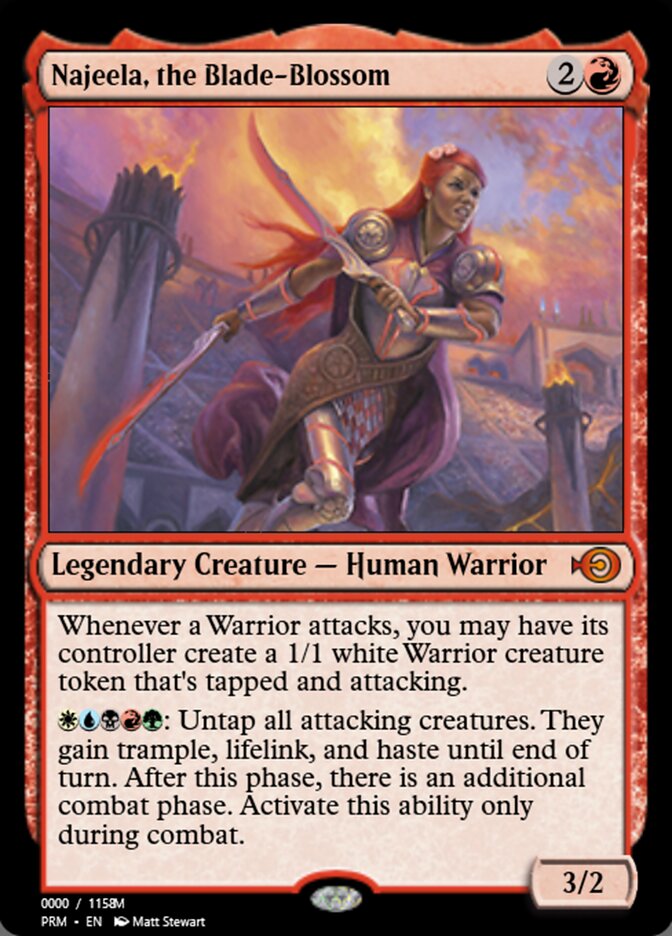 Najeela, the Blade-Blossom 2
Legendary Creature — Human Warrior
Whenever a Warrior attacks, you may have its
controller create a 1/1 white Warrior creature
token that's tapped and attacking.
: Untap all attacking creatures. They
gain trample, lifelink, and haste until end of
turn. After this phase, there is an additional
combat phase. Activate this ability only
during combat.
3/2
0000 / 1158M
PRM • EN Matt Stewart